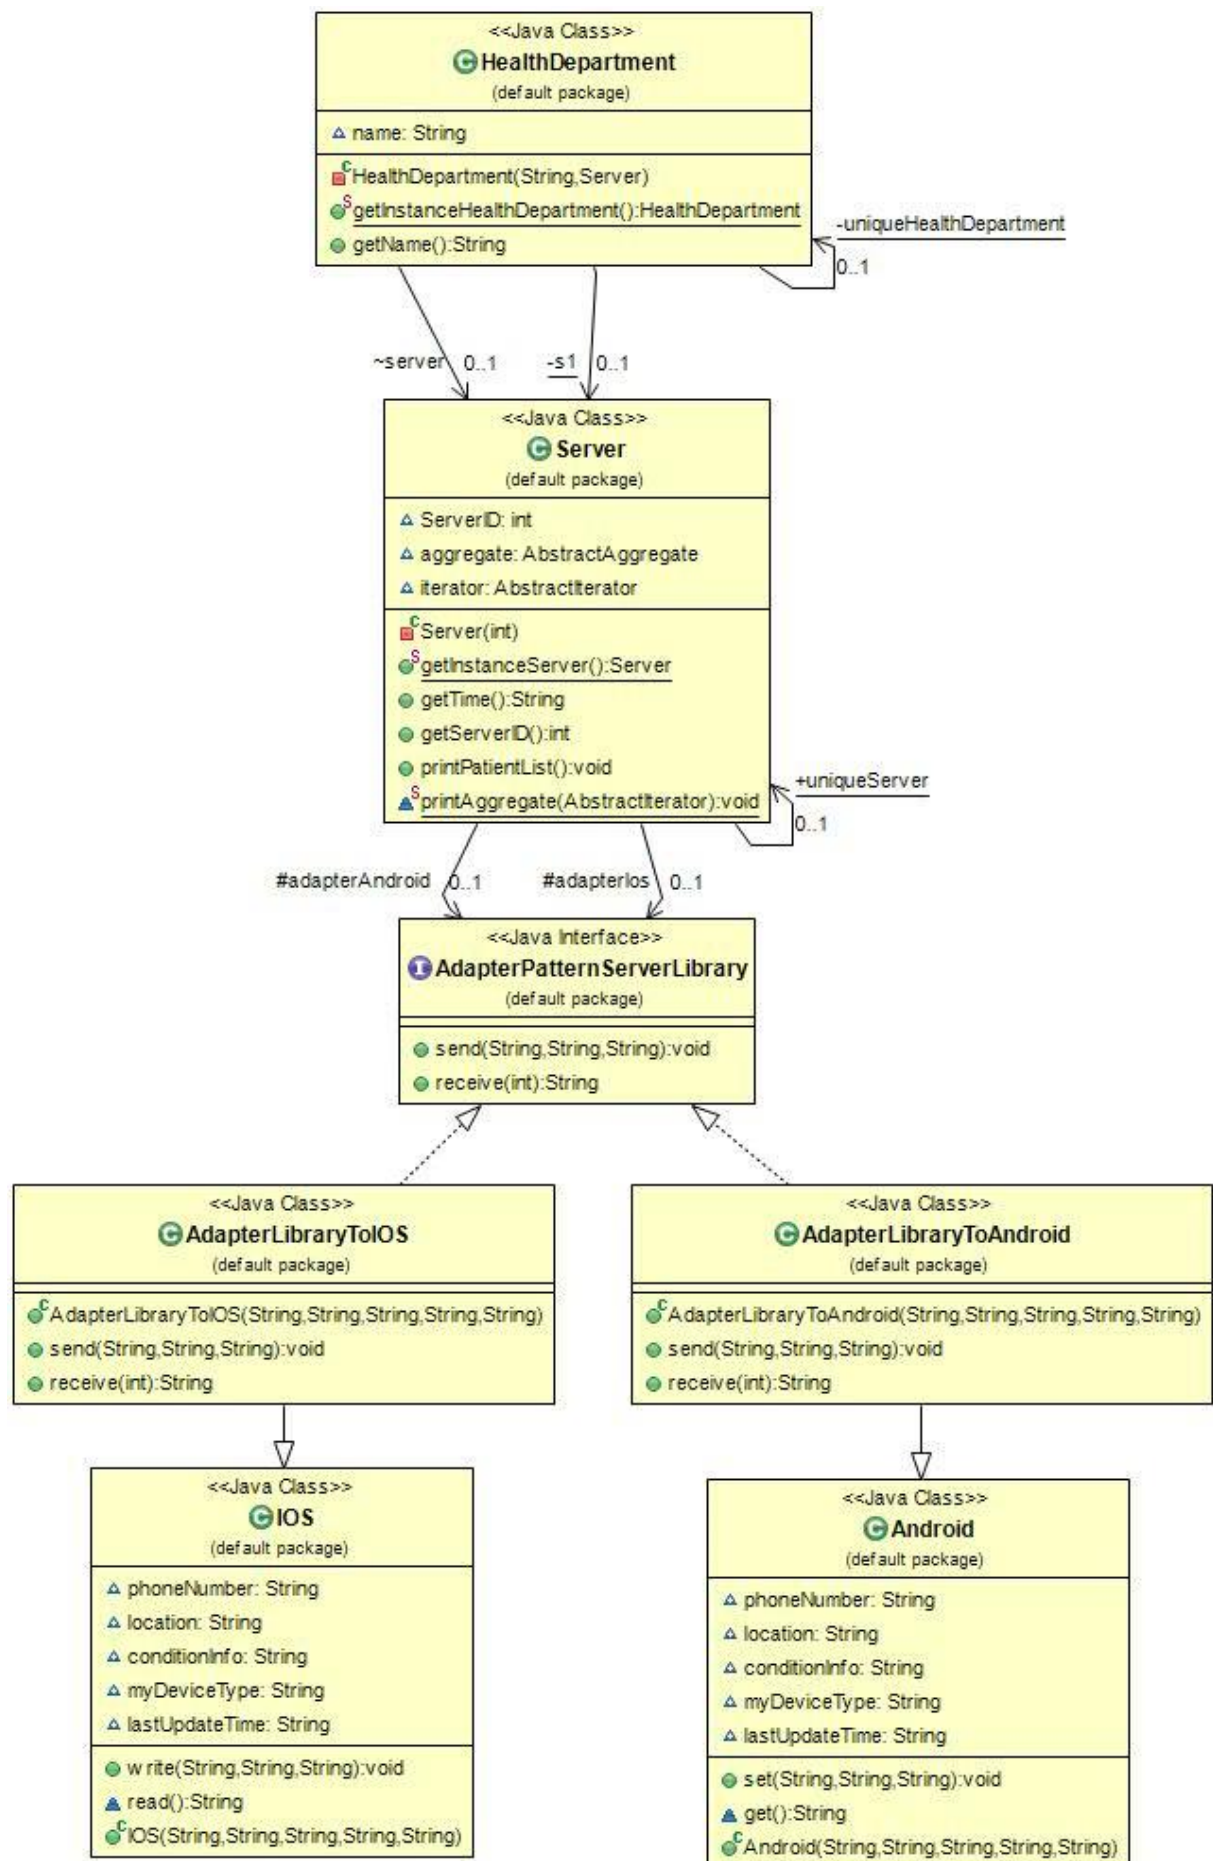 <<Java Class>>
HealthDepartment
(default package)
name: String
HealthDepartment(String,Server)
getInstanceHealthDepartment():HealthDepartment
getName():String
-uniqueHealthDepartment
0..1
~server 0..1
-s1 0..1
<<Java Class>>
Server
(default package)
ServerID: int
aggregate: AbstractAggregate
iterator: AbstractIterator
Server(int)
getInstanceServer():Server
getTime():String
getServerID():int
printPatientList():void
printAggregate(AbstractIterator):void
+uniqueServer
0..1
#adapterAndroid 0..1
#adapterIos 0..1
<<Java Interface>>
AdapterPatternServerLibrary
(default package)
send(String,String,String):void
receive(int):String
<<Java Class>>
AdapterLibraryToIOS
(default package)
AdapterLibraryToIOS(String,String,String,String,String)
send(String,String,String):void
receive(int):String
<<Java Class>>
AdapterLibraryToAndroid
(default package)
AdapterLibraryToAndroid(String,String,String,String,String)
send(String,String,String):void
receive(int):String
<<Java Class>>
IOS
(default package)
phoneNumber: String
location: String
conditionInfo: String
myDeviceType: String
lastUpdateTime: String
write(String,String,String):void
read():String
IOS(String,String,String,String,String)
<<Java Class>>
Android
(default package)
phoneNumber: String
location: String
conditionInfo: String
myDeviceType: String
lastUpdateTime: String
set(String,String,String):void
get():String
Android(String,String,String,String,String)